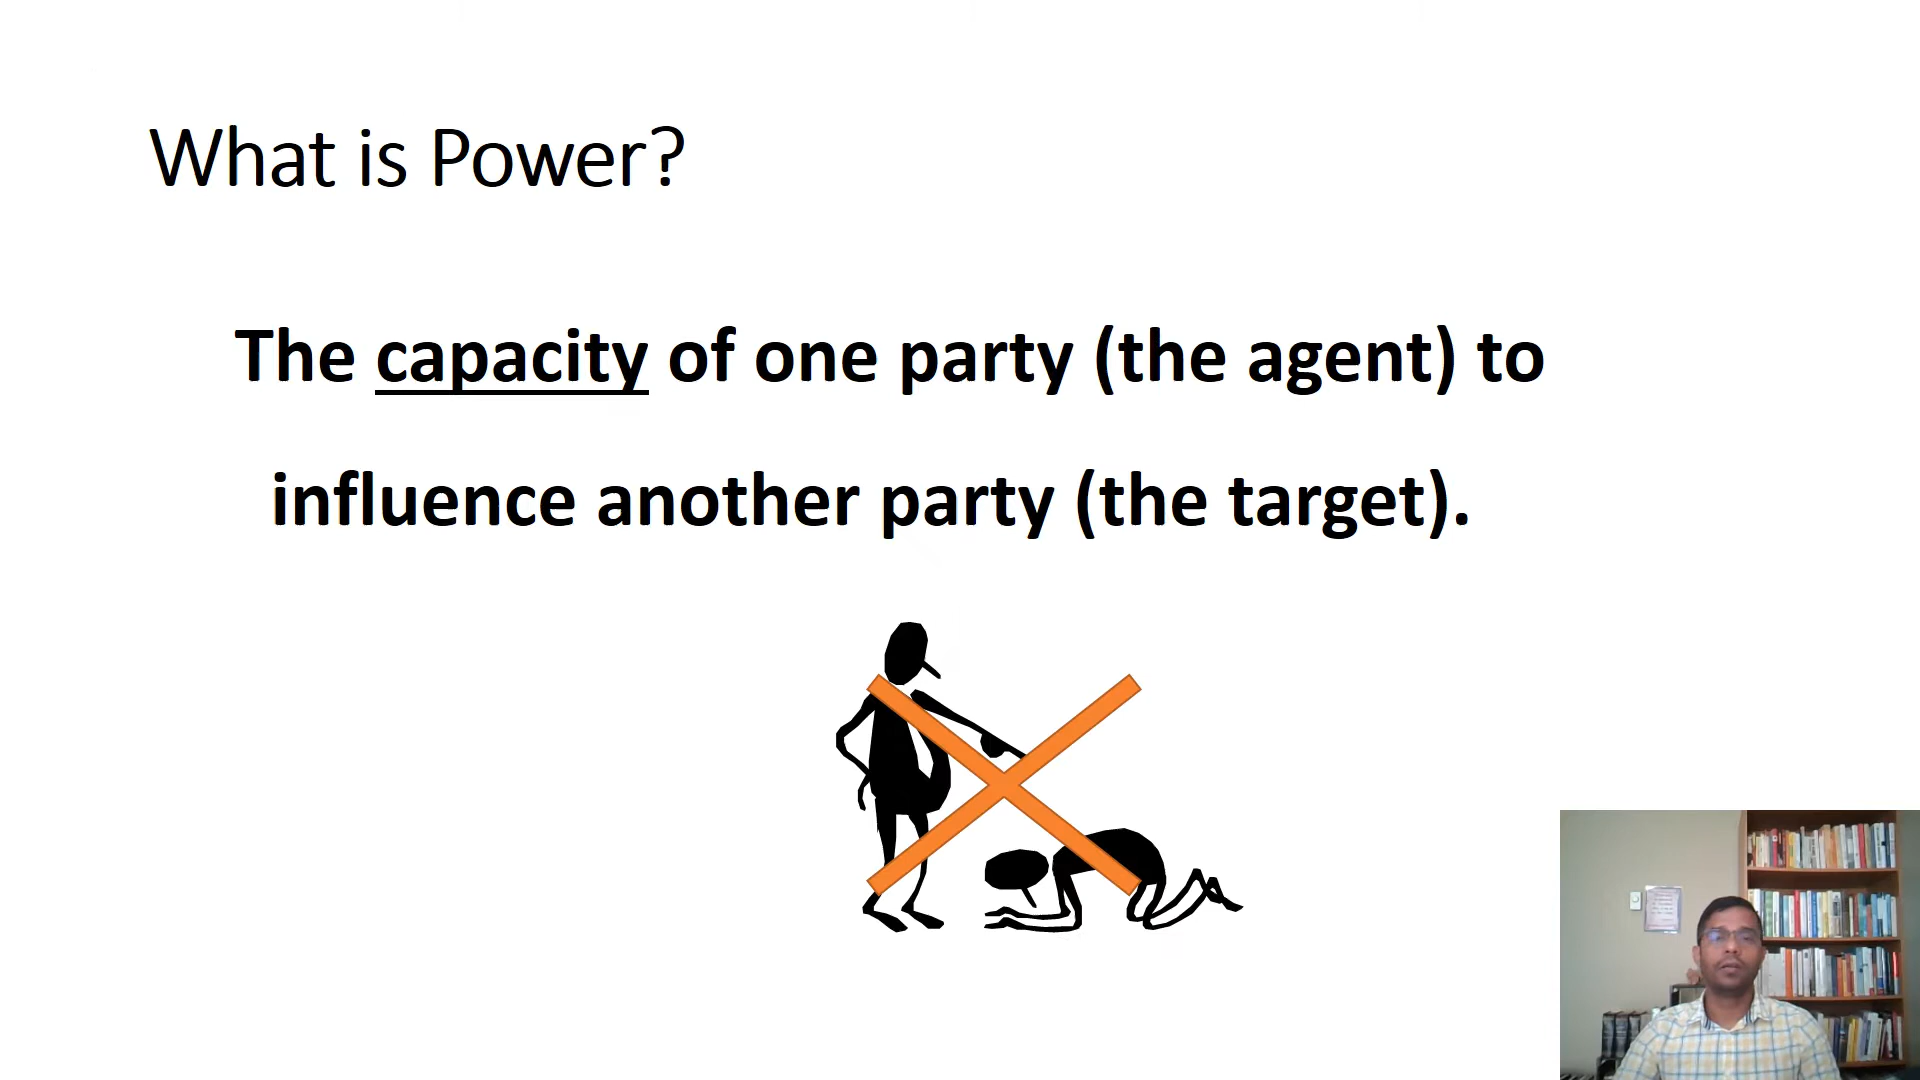 What is Power?
The capacity of one party (the agent) to
influence another party (the target).